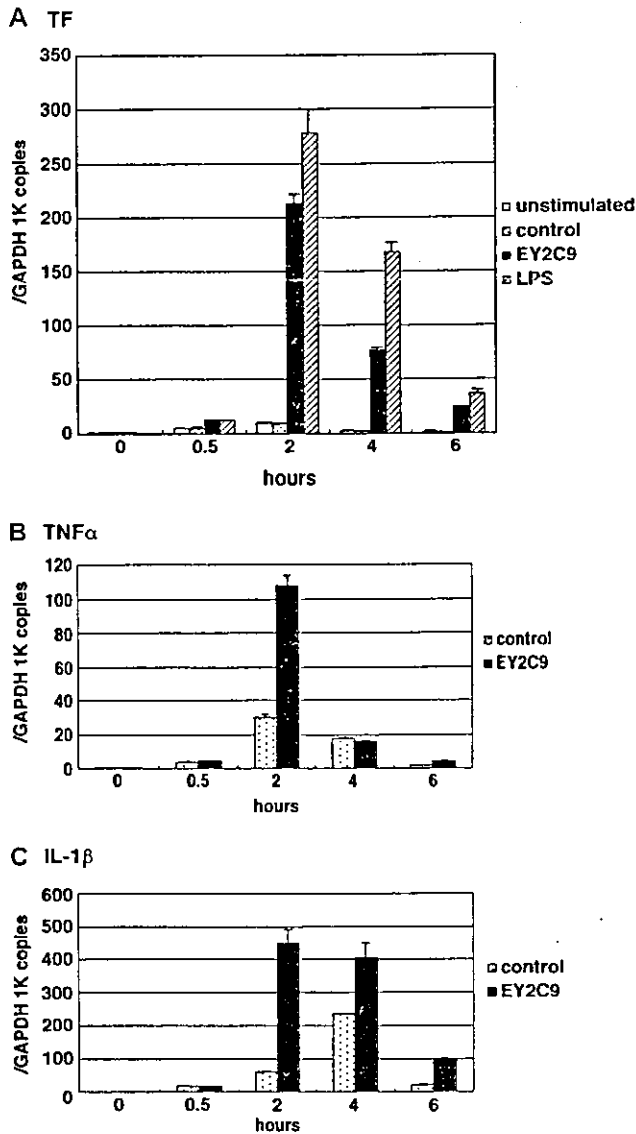 A TF
350
300
250
200
150
100
50
0
/GAPDH 1K copies
0 0.5 2 4 6
hours
unstimulated
control
EY2C9
LPS
B TNFα
120
100
80
60
40
20
0
/GAPDH 1K copies
0 0.5 2 4 6
hours
control
EY2C9
C IL-1β
600
500
400
300
200
100
0
/GAPDH 1K copies
0 0.5 2 4 6
hours
control
EY2C9